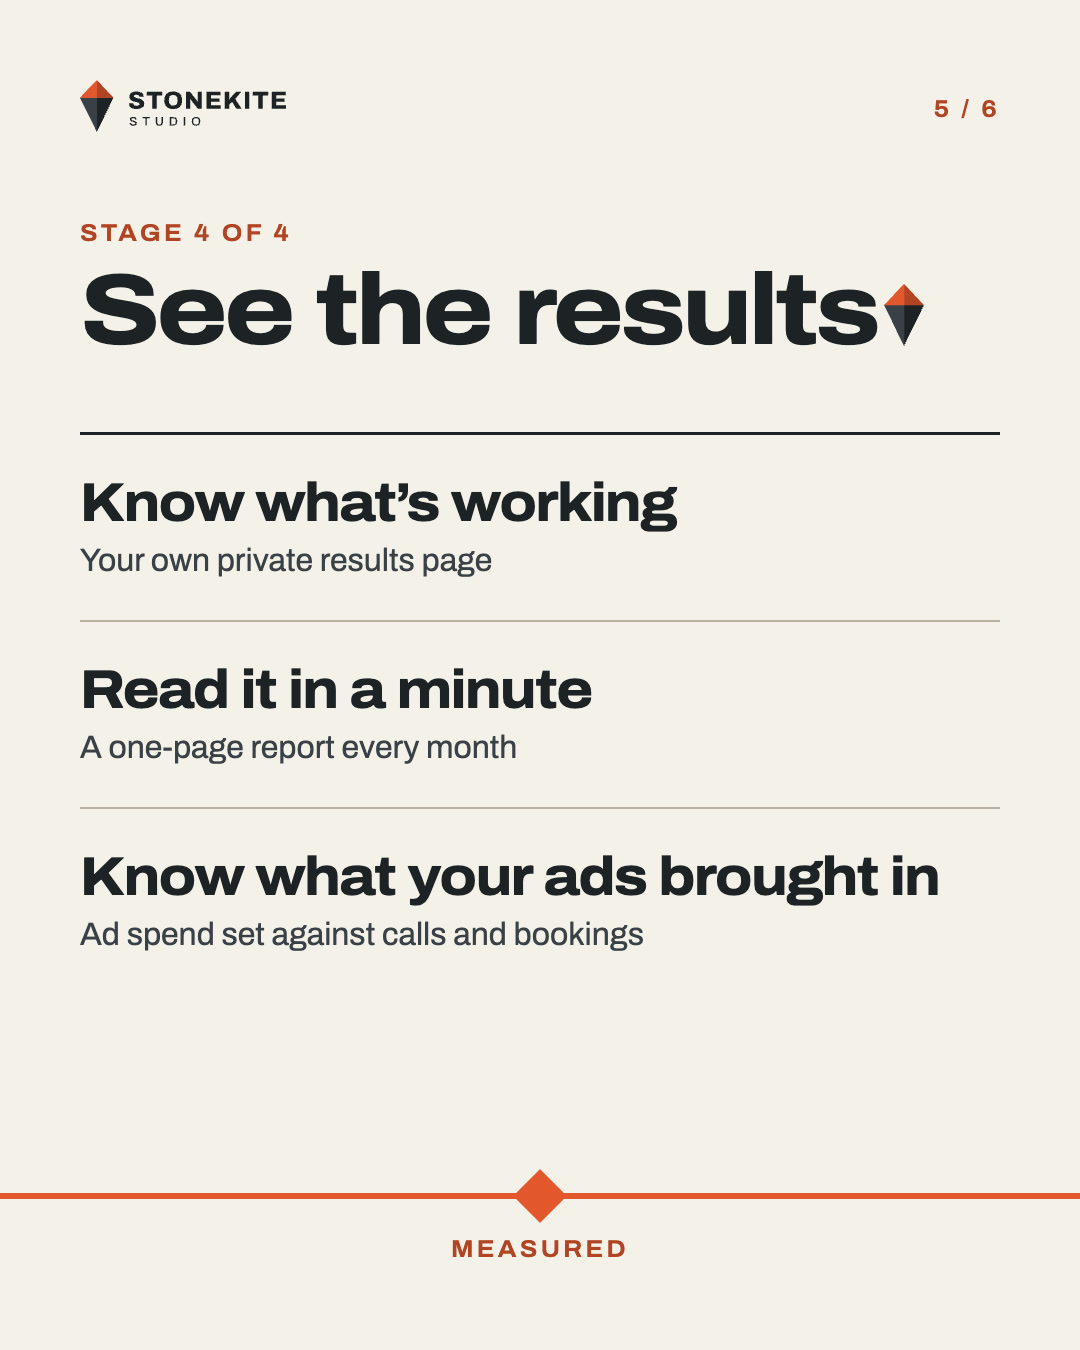 STONEKITE
STUDIO
5 / 6
STAGE 4 OF 4
See the results
Know what’s working
Your own private results page
Read it in a minute
A one-page report every month
Know what your ads brought in
Ad spend set against calls and bookings
MEASURED